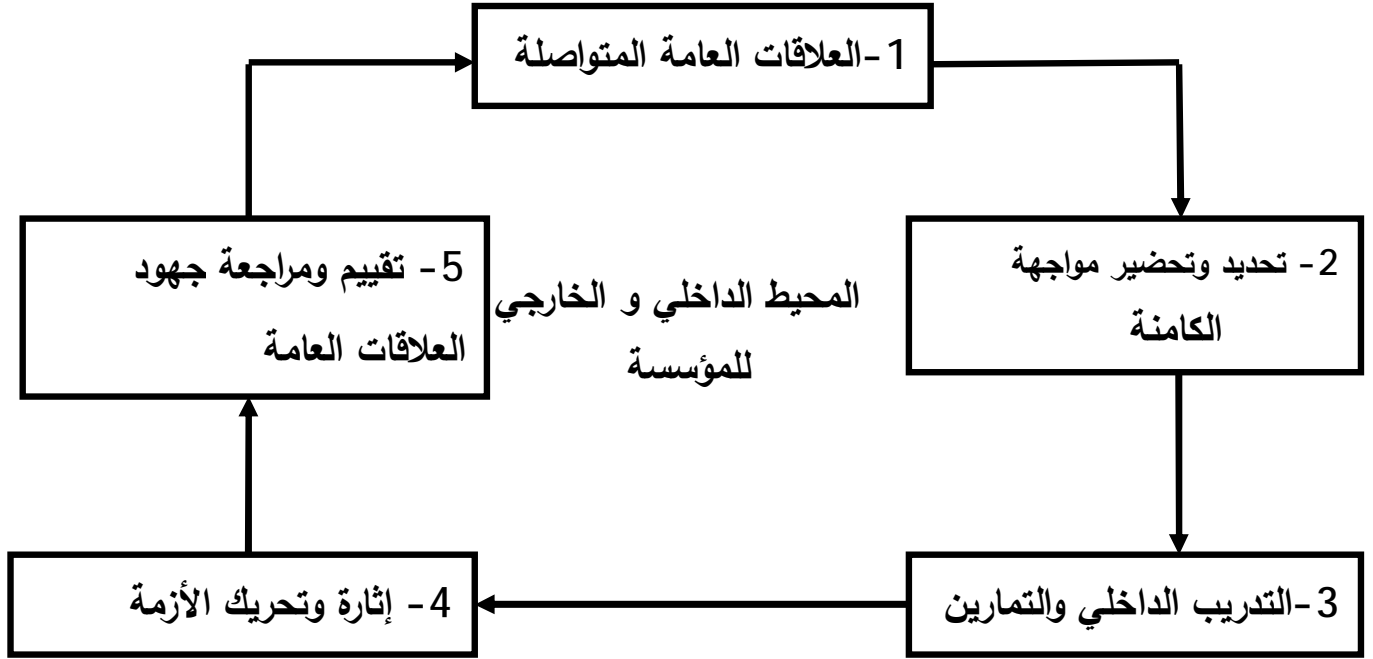 1-العلاقات العامة المتواصلة
2- تحديد وتحضير مواجهة
الكامنة
5- تقييم ومراجعة جهود
العلاقات العامة
المحيط الداخلي و الخارجي
للمؤسسة
3-التدريب الداخلي والتمارين
4- إثارة وتحريك الأزمة